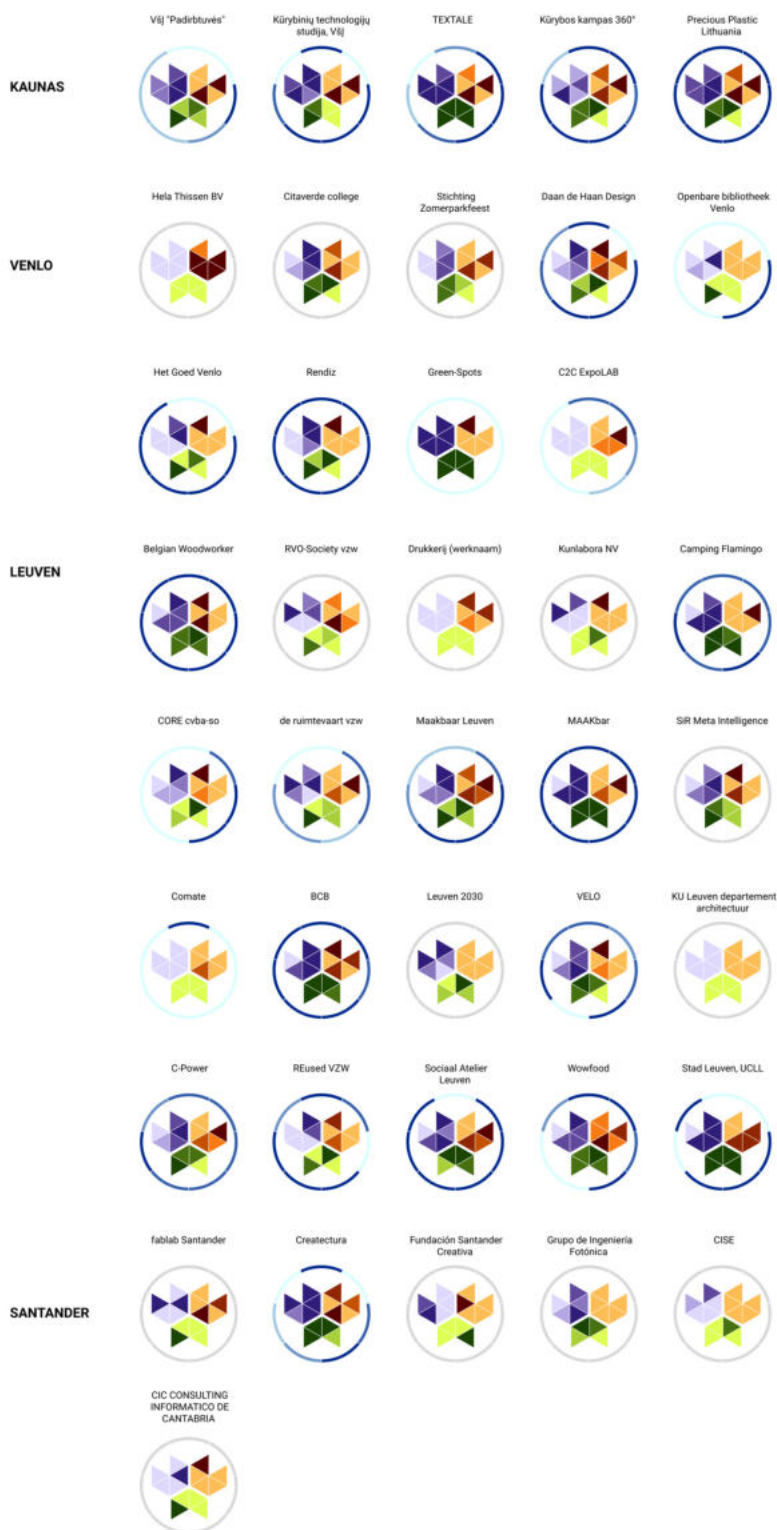 VšĮ "Padirbtuvės"
Kūrybinių technologijų
studija, VšĮ
TEXTALE
Kūrybos kampas 360°
Precious Plastic
Lithuania
KAUNAS
Hela Thissen BV
Citaverde college
Stichting
Zomerparkfeest
Daan de Haan Design
Openbare bibliotheek
Venlo
VENLO
Het Goed Venlo
Rendiz
Green-Spots
C2C ExpoLAB
Belgian Woodworker
RVO-Society vzw
Drukkerij (werknaam)
Kunlabora NV
Camping Flamingo
LEUVEN
CORE cvba-so
de ruimtevaart vzw
Maakbaar Leuven
MAAKbar
SiR Meta Intelligence
Comate
BCB
Leuven 2030
VELO
KU Leuven departement
architectuur
C-Power
REused VZW
Sociaal Atelier
Leuven
Wowfood
Stad Leuven, UCLL
fablab Santander
Createctura
Fundación Santander
Creativa
Grupo de Ingeniería
Fotónica
CISE
SANTANDER
CIC CONSULTING
INFORMATICO DE
CANTABRIA